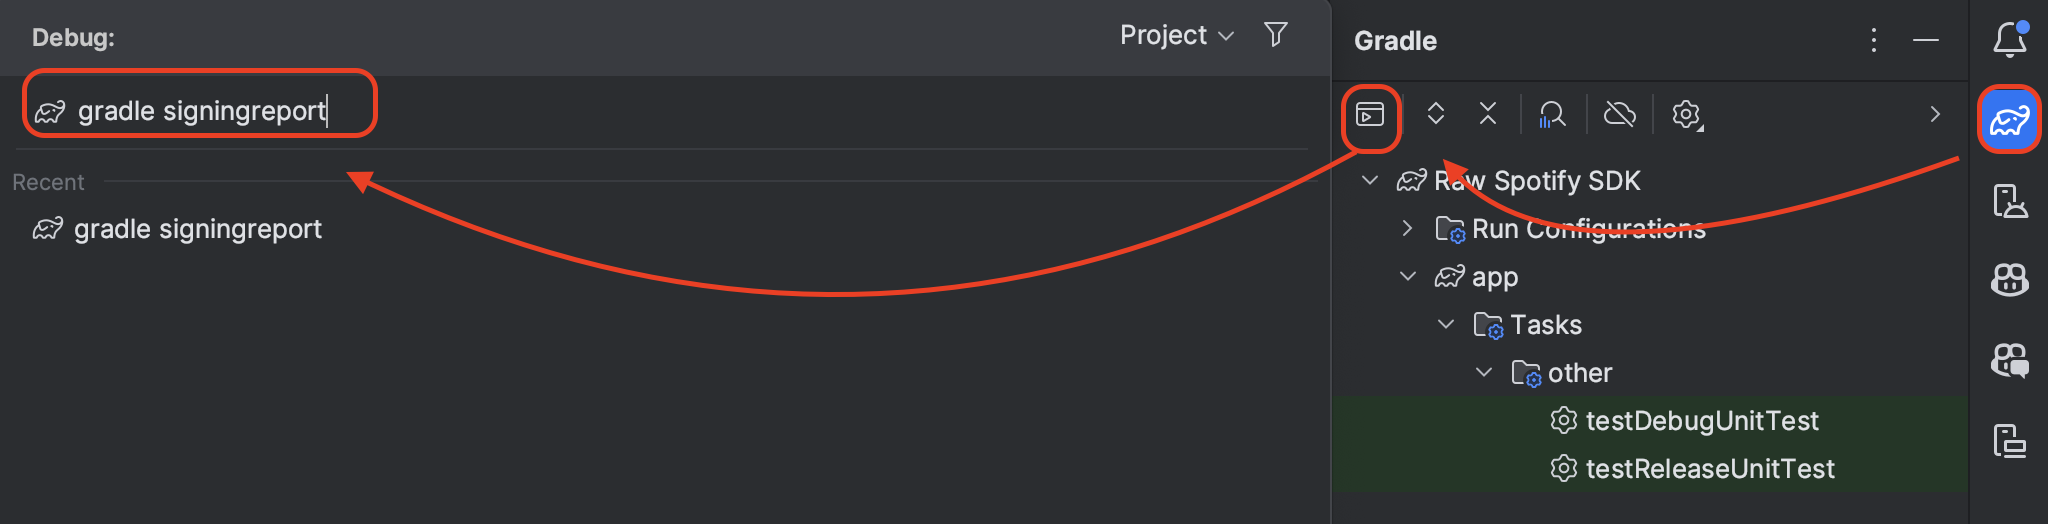 Debug:
Project
gradle signingreport
Recent
gradle signingreport
Gradle
Raw Spotify SDK
Run Configurations
app
Tasks
other
testDebugUnitTest
testReleaseUnitTest